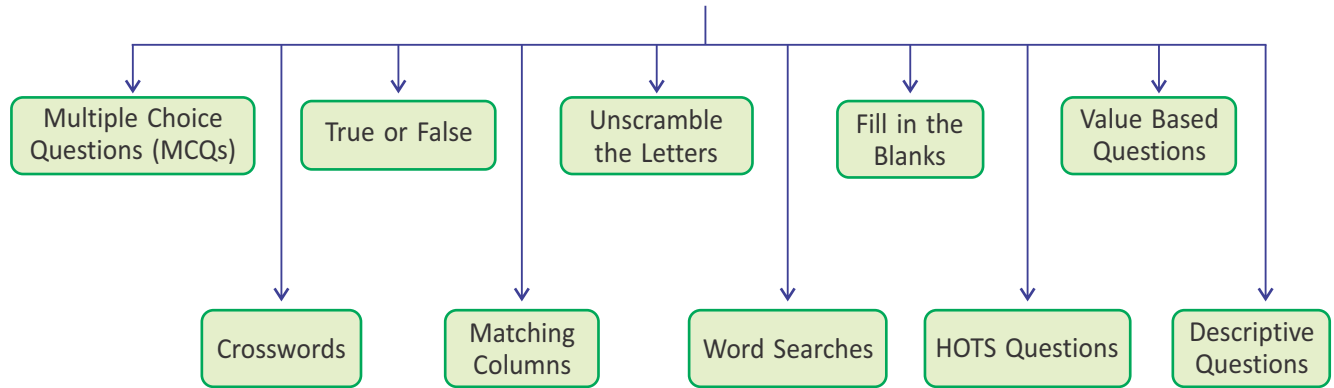 Multiple Choice
Questions (MCQs)
True or False
Unscramble
the Letters
Fill in the
Blanks
Value Based
Questions
Crosswords
Matching
Columns
Word Searches
HOTS Questions
Descriptive
Questions